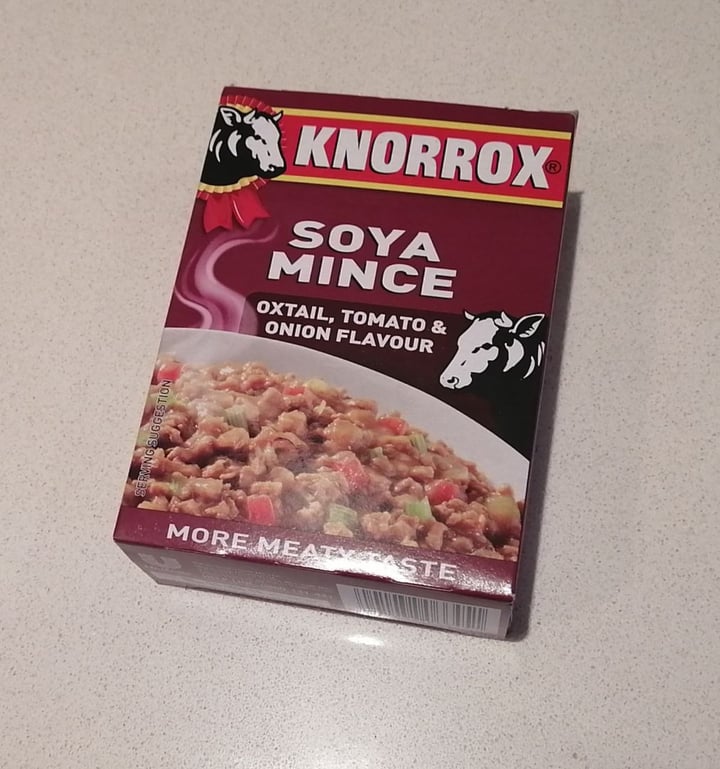 KNORROX®
SOYA
MINCE
OXTAIL, TOMATO &
ONION FLAVOUR
SERVING SUGGESTION
MORE MEATY TASTE